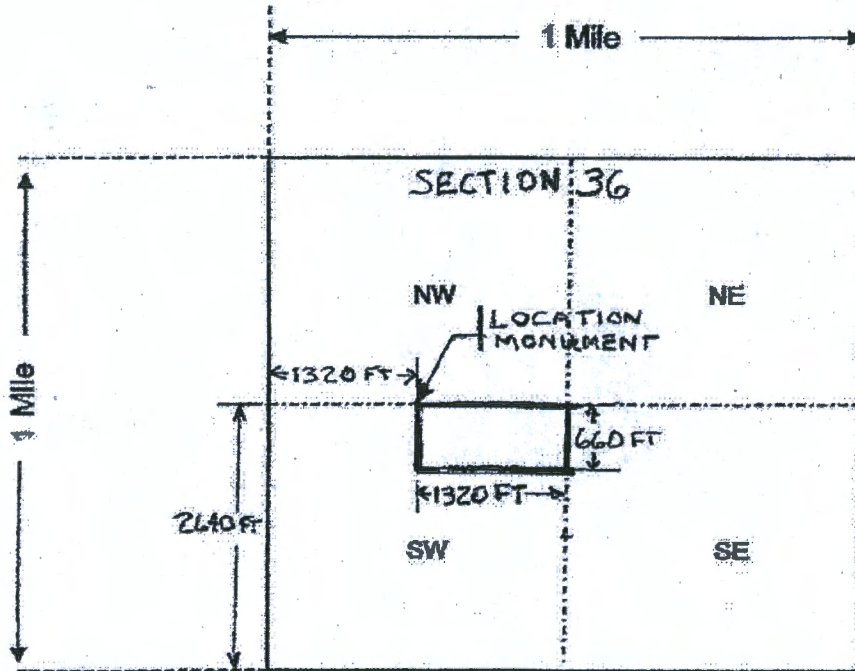 1 Mile
SECTION 36
NW
NE
LOCATION
MONUMENT
1320 FT
1 Mile
660 FT
1320 FT
2640 FT
SW
SE